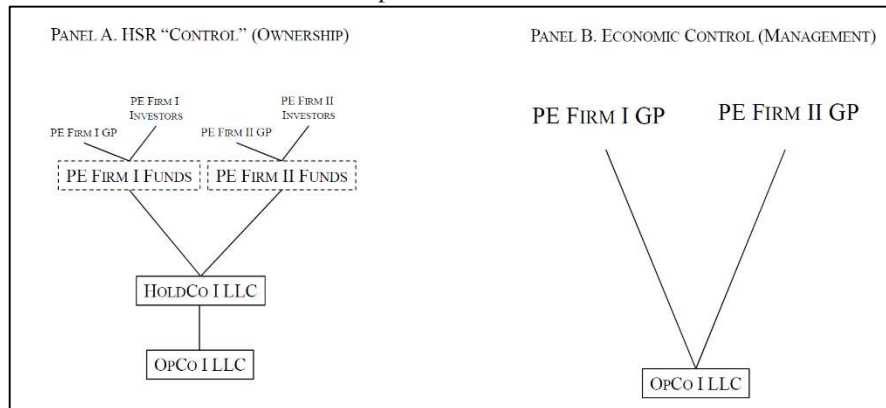 PANEL A. HSR “CONTROL” (OWNERSHIP)
PE FIRM I
INVESTORS
PE FIRM II
INVESTORS
PE FIRM I GP
PE FIRM II GP
PE FIRM I FUNDS
PE FIRM II FUNDS
HOLDCO I LLC
OPCO I LLC
PANEL B. ECONOMIC CONTROL (MANAGEMENT)
PE FIRM I GP
PE FIRM II GP
OPCO I LLC